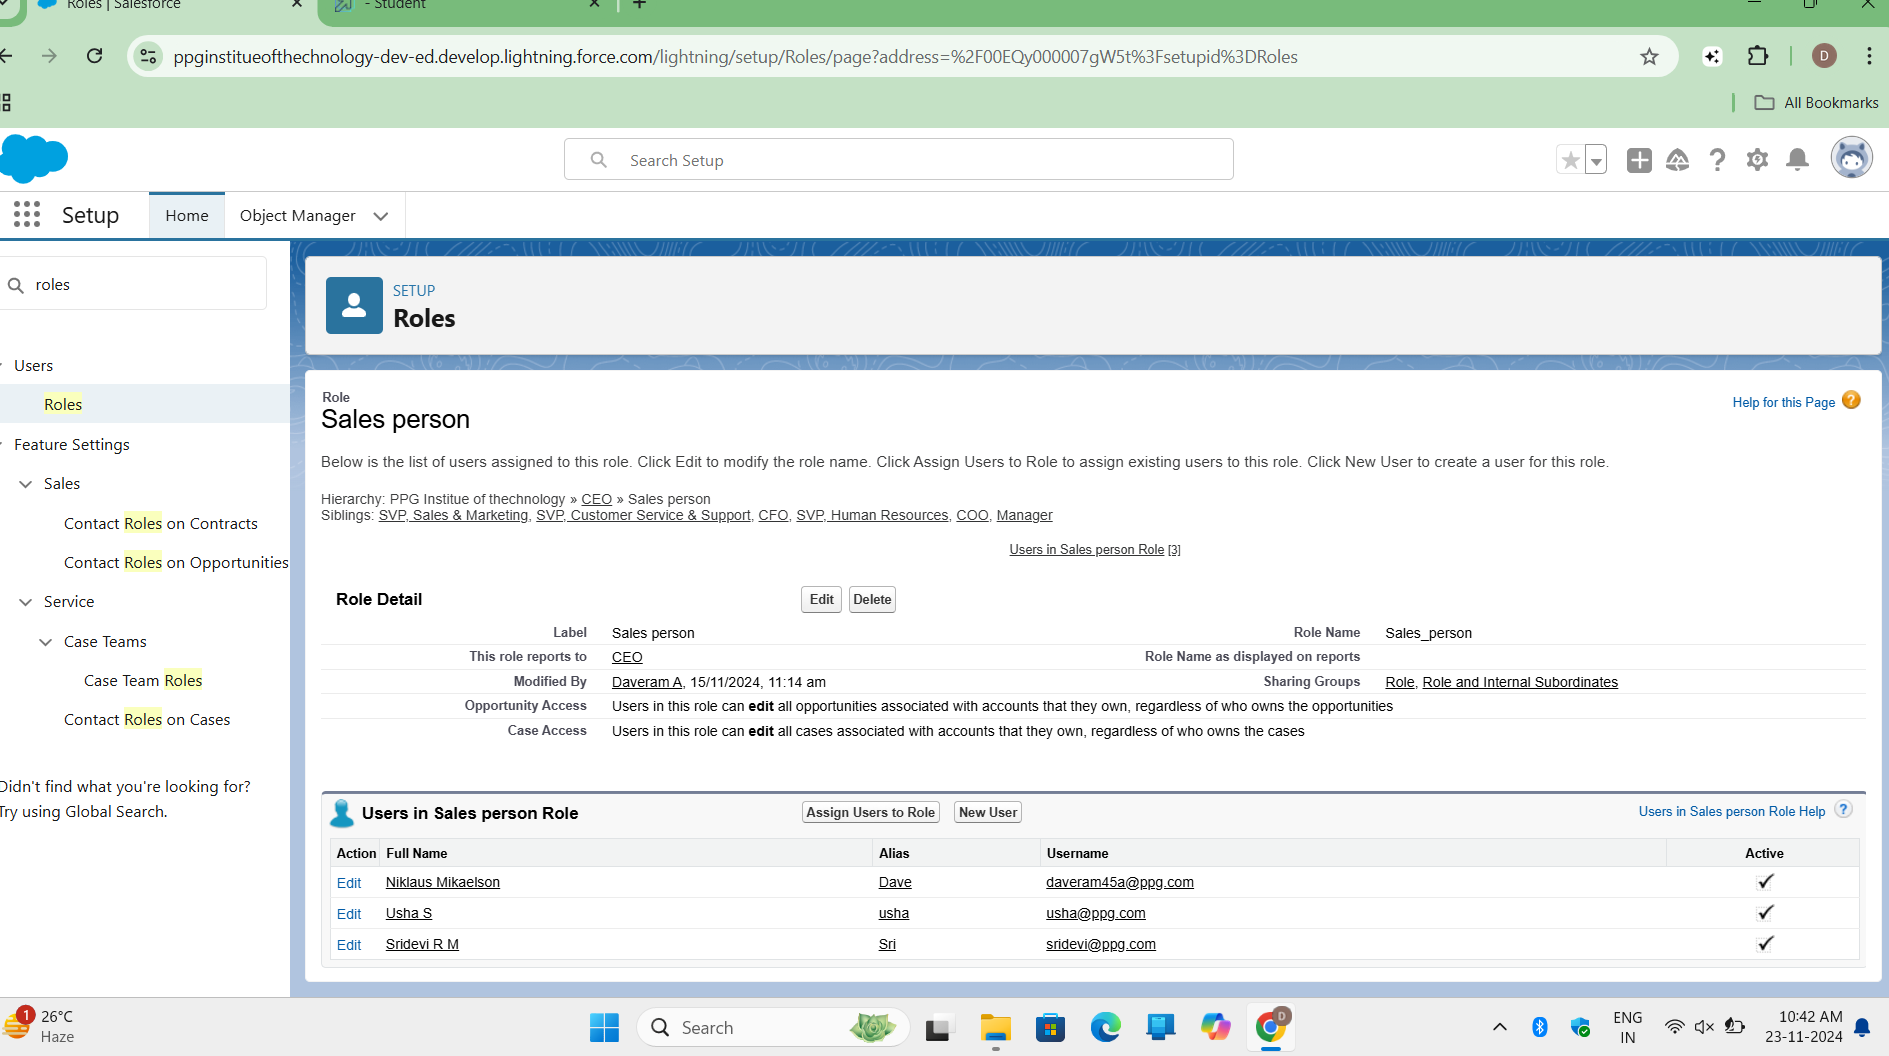 Roles | Salesforce
- Student
ppginstitueofthechnology-dev-ed.develop.lightning.force.com/lightning/setup/Roles/page?address=%2F00EQy000007gW5t%3Fsetupid%3DRoles
D
All Bookmarks
Search Setup
Setup
Home
Object Manager
roles
SETUP
Roles
Users
Roles
Feature Settings
Sales
Contact Roles on Contracts
Contact Roles on Opportunities
Service
Case Teams
Case Team Roles
Contact Roles on Cases
Didn't find what you're looking for?
Try using Global Search.
Role
Sales person
Help for this Page
Below is the list of users assigned to this role. Click Edit to modify the role name. Click Assign Users to Role to assign existing users to this role. Click New User to create a user for this role.
Hierarchy: PPG Institue of thechnology » CEO » Sales person
Siblings: SVP, Sales & Marketing, SVP, Customer Service & Support, CFO, SVP, Human Resources, COO, Manager
Users in Sales person Role [3]
Role Detail
Edit
Delete
Label Sales person Role Name Sales_person
This role reports to CEO Role Name as displayed on reports
Modified By Daveram A, 15/11/2024, 11:14 am Sharing Groups Role, Role and Internal Subordinates
Opportunity Access Users in this role can edit all opportunities associated with accounts that they own, regardless of who owns the opportunities
Case Access Users in this role can edit all cases associated with accounts that they own, regardless of who owns the cases
Users in Sales person Role
Assign Users to Role
New User
Users in Sales person Role Help ?
Action Full Name Alias Username Active
Edit Niklaus Mikaelson Dave daveram45a@ppg.com
Edit Usha S usha usha@ppg.com
Edit Sridevi R M Sri sridevi@ppg.com
1
26°C
Haze
Search
D
ENG
IN
10:42 AM
23-11-2024